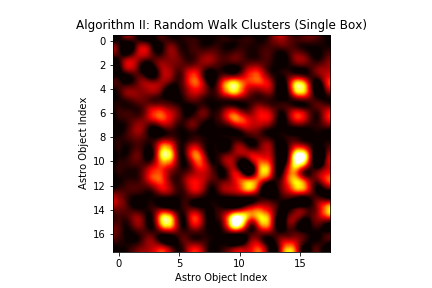 Algorithm II: Random Walk Clusters (Single Box)
0
2
4
6
8
10
12
14
16
Astro Object Index
0 5 10 15
Astro Object Index